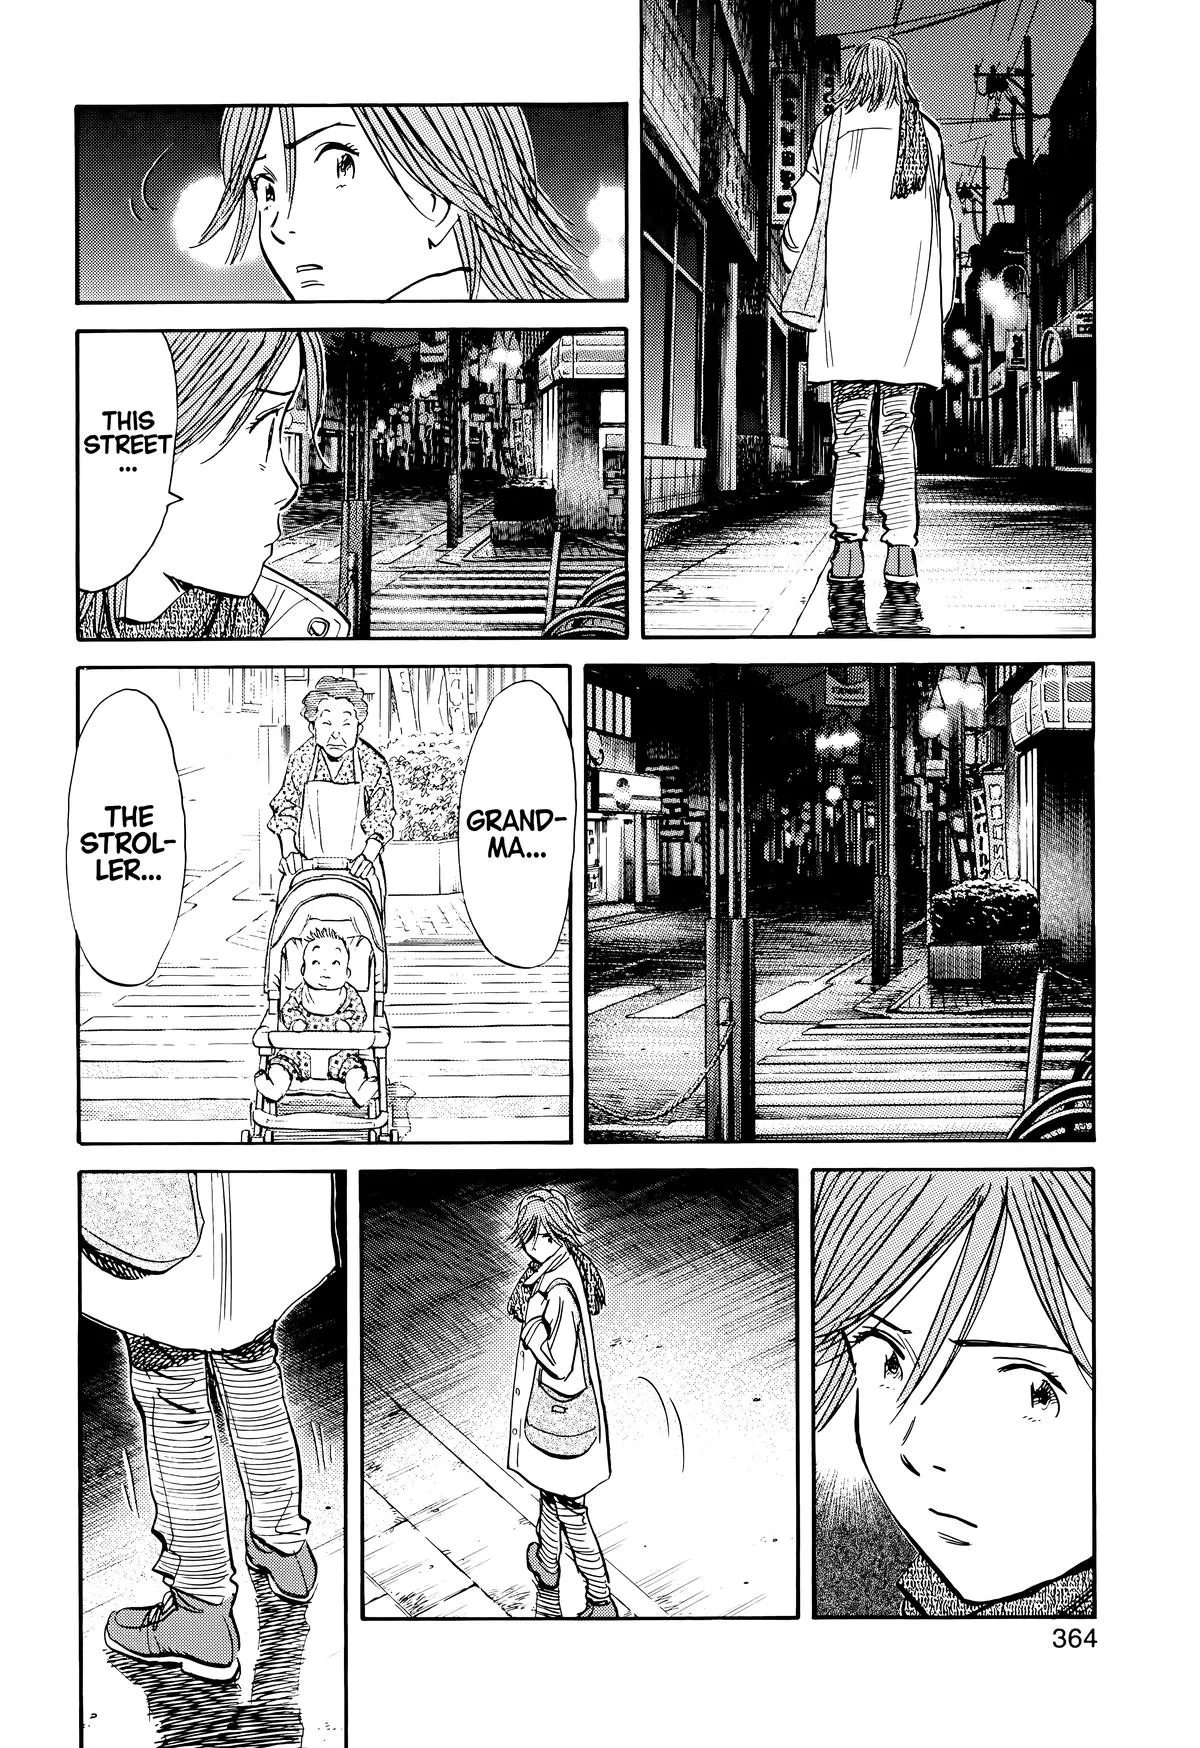 THIS
STREET
...
GRAND-
MA...
THE
STROL-
LER...
364